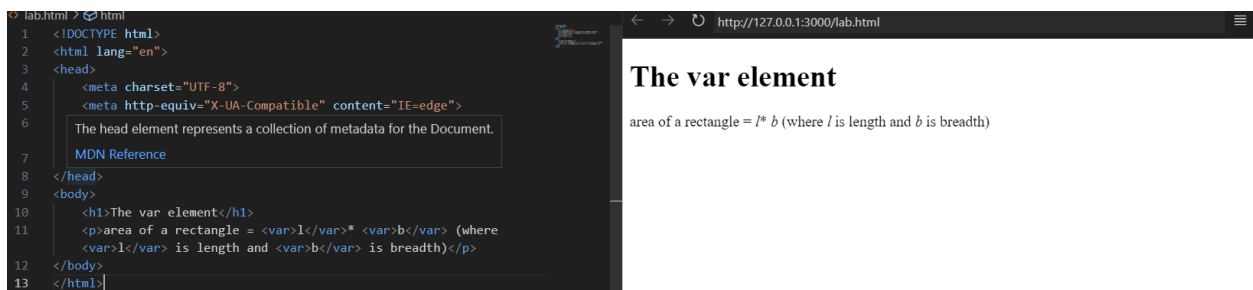 lab.html > html
1 <!DOCTYPE html>
2 <html lang="en">
3 <head>
4 <meta charset="UTF-8">
5 <meta http-equiv="X-UA-Compatible" content="IE=edge">
6
The head element represents a collection of metadata for the Document.
MDN Reference
7
8 </head>
9 <body>
10 <h1>The var element</h1>
11 <p>area of a rectangle = <var>l</var>* <var>b</var> (where
<var>l</var> is length and <var>b</var> is breadth)</p>
12 </body>
13 </html>
http://127.0.0.1:3000/lab.html
The var element
area of a rectangle = l* b (where l is length and b is breadth)